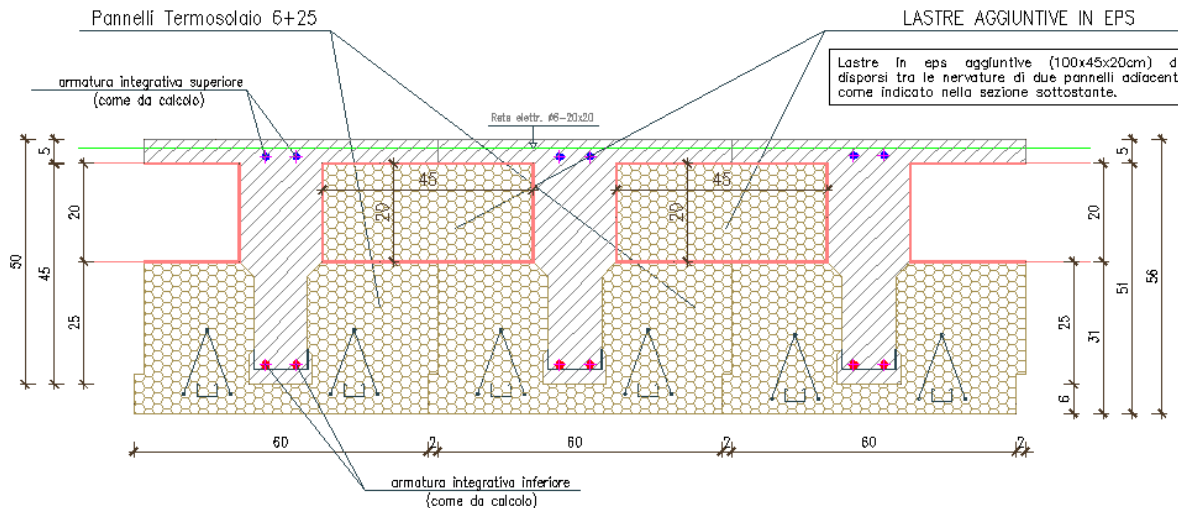 Pannelli Termosolaio 6+25
LASTRE AGGIUNTIVE IN EPS
Lastre in eps aggiuntive (100x45x20cm) d
disporsi tra le nervature di due pannelli adiacent
come indicato nella sezione sottostante.
armatura integrativa superiore
(come da calcolo)
Rete elettr. ø6-20x20
5
5
45
45
20
20
20
20
50
45
25
25
31
51
56
6
60
2
60
2
60
2
armatura integrativa inferiore
(come da calcolo)